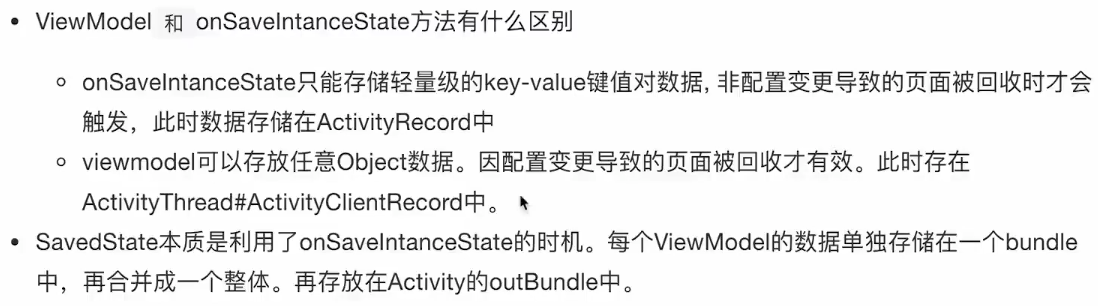 ViewModel 和 onSaveIntanceState方法有什么区别
onSaveIntanceState只能存储轻量级的key-value键值对数据, 非配置变更导致的页面被回收时才会
触发，此时数据存储在ActivityRecord中
viewmodel可以存放任意Object数据。因配置变更导致的页面被回收才有效。此时存在
ActivityThread#ActivityClientRecord中。
SavedState本质是利用了onSaveIntanceState的时机。每个ViewModel的数据单独存储在一个bundle
中，再合并成一个整体。再存放在Activity的outBundle中。